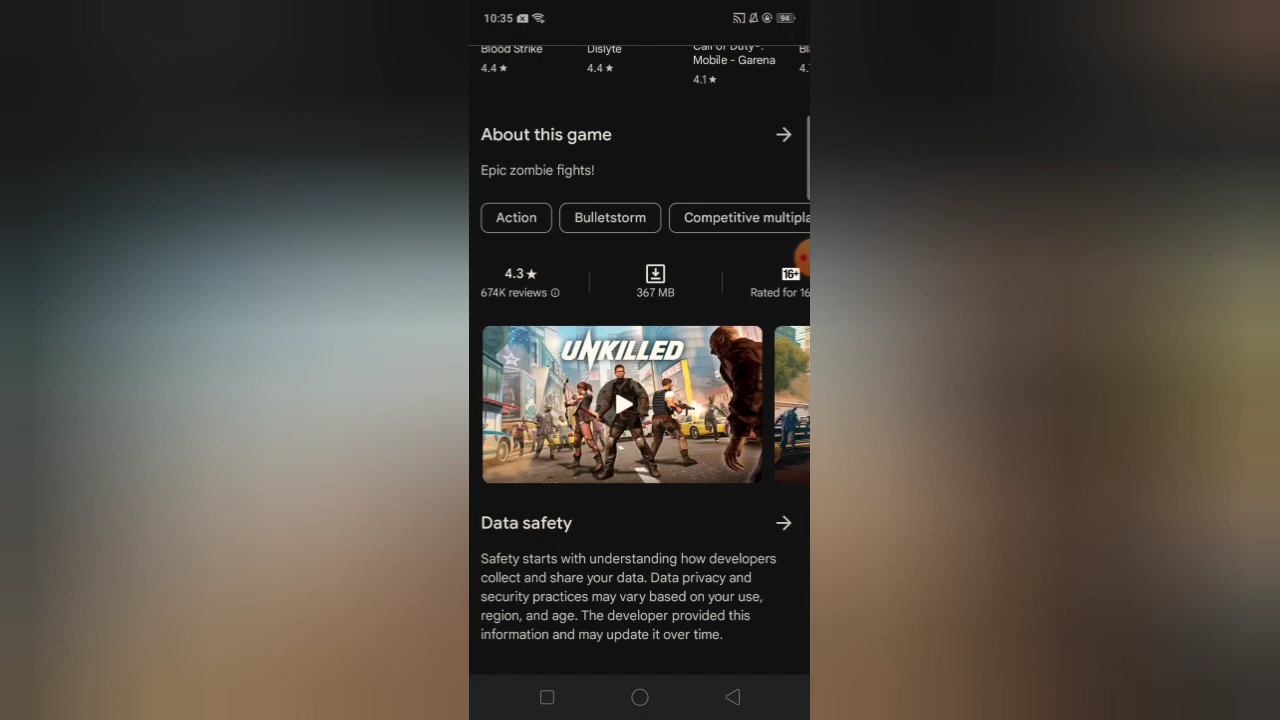 10:35
94
Blood Strike
Dislyte
Call of Duty®:
Mobile - Garena
4.4★
4.4★
4.1★
About this game
Epic zombie fights!
Action
Bulletstorm
Competitive multipla
4.3★
674K reviews
367 MB
16+
Rated for 16
UNKILLED
Data safety
Safety starts with understanding how developers
collect and share your data. Data privacy and
security practices may vary based on your use,
region, and age. The developer provided this
information and may update it over time.